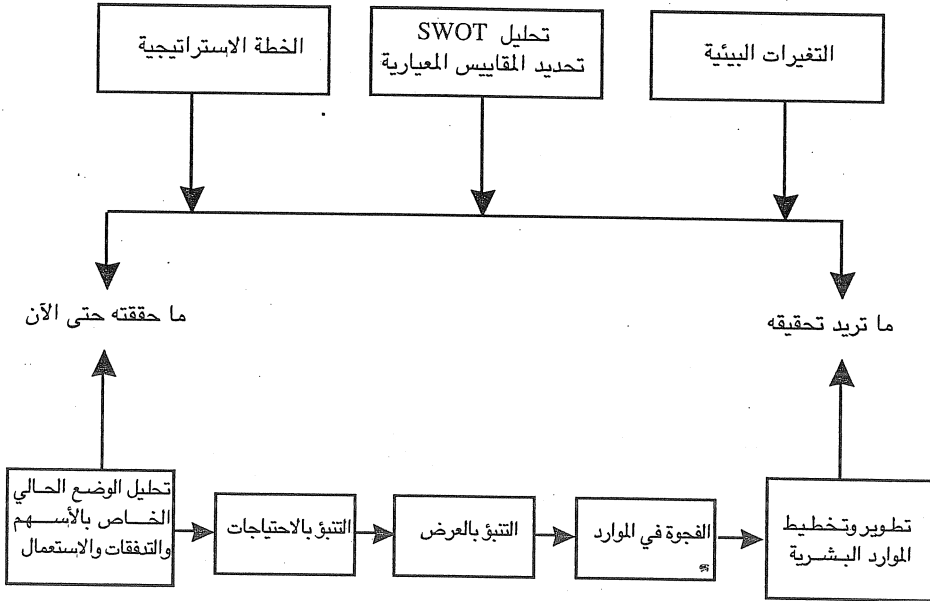 التغيرات البيئية
تحليل SWOT
تحديد المقاييس المعيارية
الخطة الاستراتيجية
ما تريد تحقيقه
ما حققته حتى الآن
تحليل الوضع الحالي
الخاص بالأسهم
والتدفقات والاستعمال
التنبؤ بالاحتياجات
التنبؤ بالعرض
الفجوة في الموارد
تطوير وتخطيط
الموارد البشرية